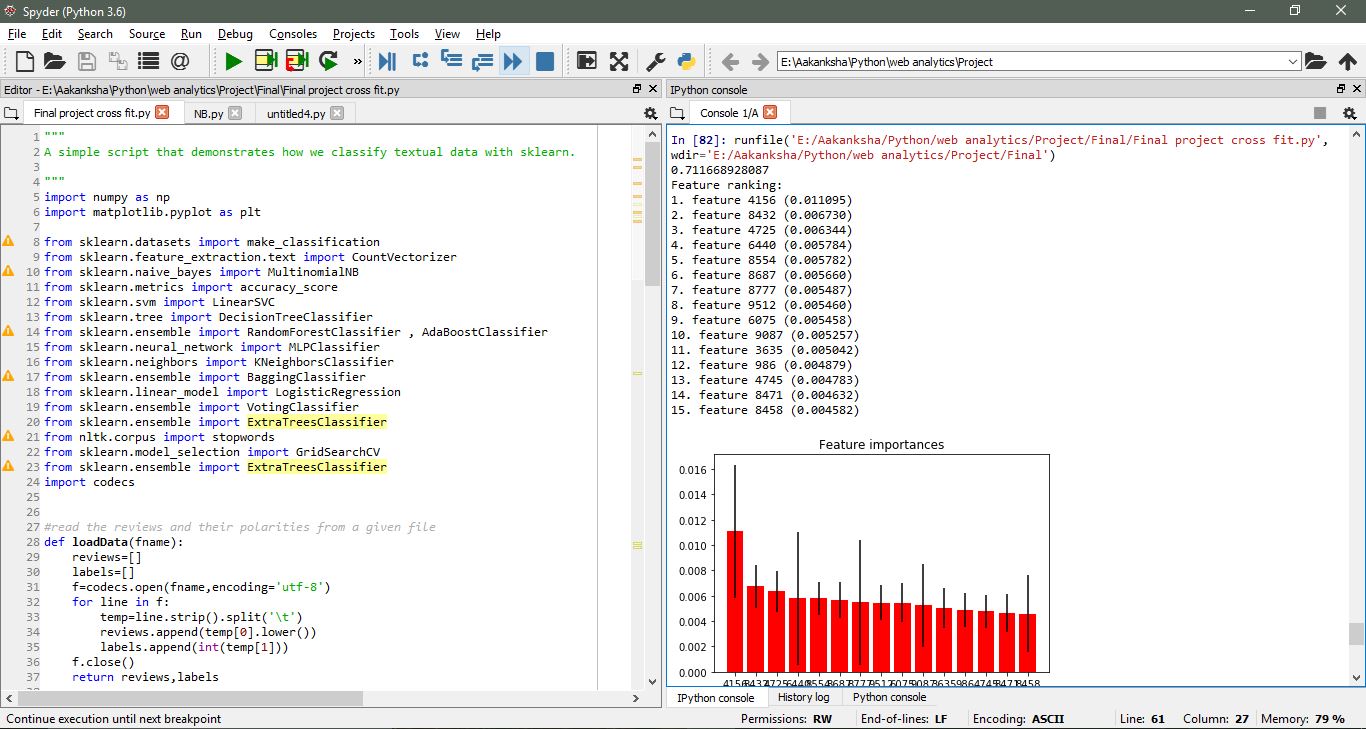 Spyder (Python 3.6)
File Edit Search Source Run Debug Consoles Projects Tools View Help
E:\Aakanksha\Python\web analytics\Project
Editor - E:\Aakanksha\Python\web analytics\Project\Final\Final project cross fit.py
Final project cross fit.py NB.py untitled4.py
1 """
2 A simple script that demonstrates how we classify textual data with sklearn.
3
4 """
5 import numpy as np
6 import matplotlib.pyplot as plt
7
8 from sklearn.datasets import make_classification
9 from sklearn.feature_extraction.text import CountVectorizer
10 from sklearn.naive_bayes import MultinomialNB
11 from sklearn.metrics import accuracy_score
12 from sklearn.svm import LinearSVC
13 from sklearn.tree import DecisionTreeClassifier
14 from sklearn.ensemble import RandomForestClassifier , AdaBoostClassifier
15 from sklearn.neural_network import MLPClassifier
16 from sklearn.neighbors import KNeighborsClassifier
17 from sklearn.ensemble import BaggingClassifier
18 from sklearn.linear_model import LogisticRegression
19 from sklearn.ensemble import VotingClassifier
20 from sklearn.ensemble import ExtraTreesClassifier
21 from nltk.corpus import stopwords
22 from sklearn.model_selection import GridSearchCV
23 from sklearn.ensemble import ExtraTreesClassifier
24 import codecs
25
26
27 #read the reviews and their polarities from a given file
28 def loadData(fname):
29 reviews=[]
30 labels=[]
31 f=codecs.open(fname,encoding='utf-8')
32 for line in f:
33 temp=line.strip().split('\t')
34 reviews.append(temp[0].lower())
35 labels.append(int(temp[1]))
36 f.close()
37 return reviews,labels
IPython console
Console 1/A
In [82]: runfile('E:/Aakanksha/Python/web analytics/Project/Final/Final project cross fit.py',
wdir='E:/Aakanksha/Python/web analytics/Project/Final')
0.711668928087
Feature ranking:
1. feature 4156 (0.011095)
2. feature 8432 (0.006730)
3. feature 4725 (0.006344)
4. feature 6440 (0.005784)
5. feature 8554 (0.005782)
6. feature 8687 (0.005660)
7. feature 8777 (0.005487)
8. feature 9512 (0.005460)
9. feature 6075 (0.005458)
10. feature 9087 (0.005257)
11. feature 3635 (0.005042)
12. feature 986 (0.004879)
13. feature 4745 (0.004783)
14. feature 8471 (0.004632)
15. feature 8458 (0.004582)
Feature importances
0.016
0.014
0.012
0.010
0.008
0.006
0.004
0.002
0.000
4156 8432 4725 6440 8554 8687 8777 9512 6075 9087 3635 986 4745 8471 8458
IPython console History log Python console
Continue execution until next breakpoint
Permissions: RW End-of-lines: LF Encoding: ASCII Line: 61 Column: 27 Memory: 79 %